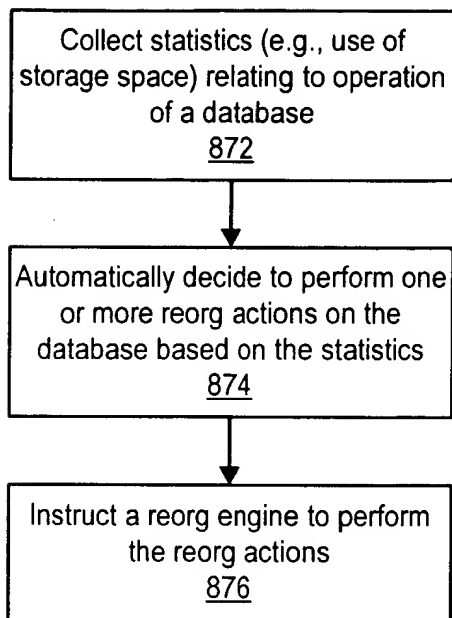 Collect statistics (e.g., use of
storage space) relating to operation
of a database
872
Automatically decide to perform one
or more reorg actions on the
database based on the statistics
874
Instruct a reorg engine to perform
the reorg actions
876